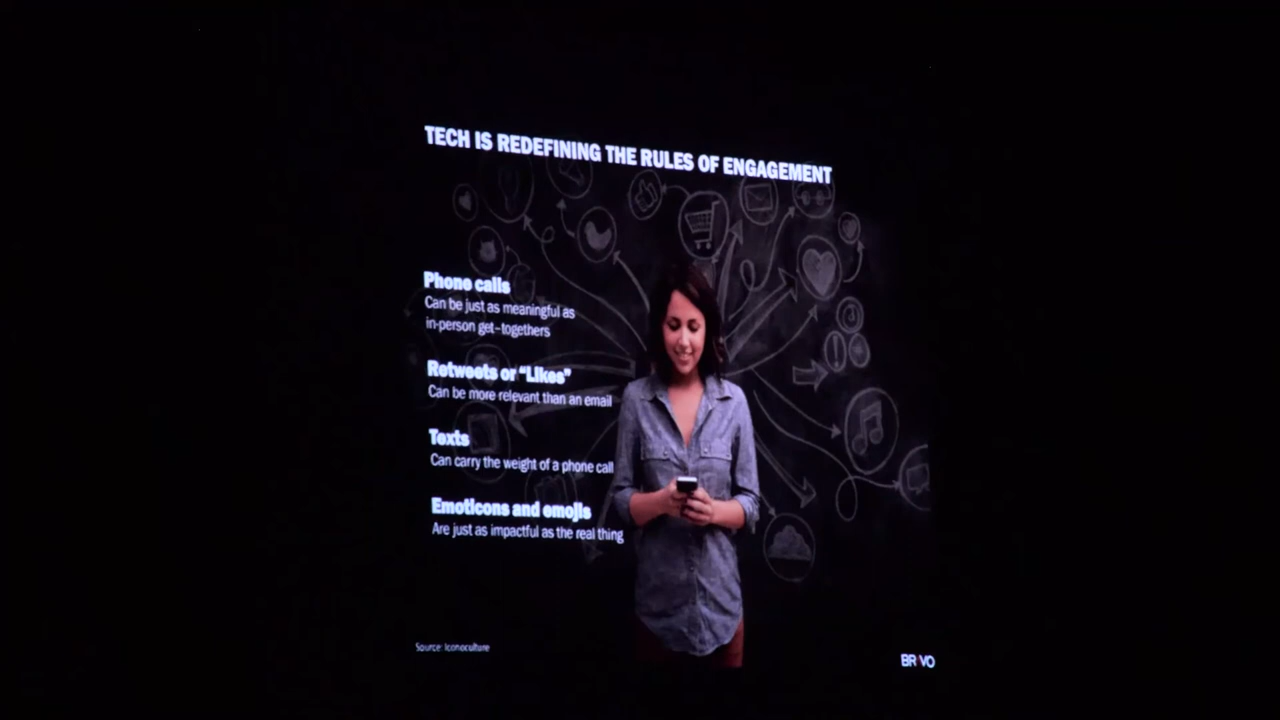 TECH IS REDEFINING THE RULES OF ENGAGEMENT
Phone calls
Can be just as meaningful as
in-person get-togethers
Retweets or “Likes”
Can be more relevant than an email
Texts
Can carry the weight of a phone call
Emoticons and emojis
Are just as impactful as the real thing
Source: Iconoculture
BRAVO